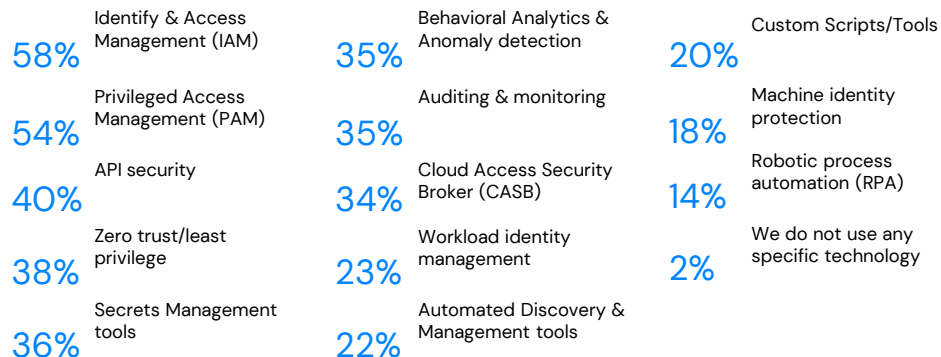 Identify & Access
Management (IAM)
58%
Privileged Access
Management (PAM)
54%
API security
40%
Zero trust/least
privilege
38%
Secrets Management
tools
36%
Behavioral Analytics &
Anomaly detection
35%
Auditing & monitoring
35%
Cloud Access Security
Broker (CASB)
34%
Workload identity
management
23%
Automated Discovery &
Management tools
22%
Custom Scripts/Tools
20%
Machine identity
protection
18%
Robotic process
automation (RPA)
14%
We do not use any
specific technology
2%